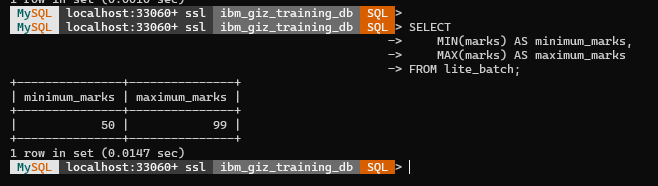 1 row in set (0.0010 sec)
MySQL localhost:33060+ ssl ibm_giz_training_db SQL >
MySQL localhost:33060+ ssl ibm_giz_training_db SQL > SELECT
-> MIN(marks) AS minimum_marks,
-> MAX(marks) AS maximum_marks
-> FROM lite_batch;
+---------------+---------------+
| minimum_marks | maximum_marks |
+---------------+---------------+
| 50 | 99 |
+---------------+---------------+
1 row in set (0.0147 sec)
MySQL localhost:33060+ ssl ibm_giz_training_db SQL >